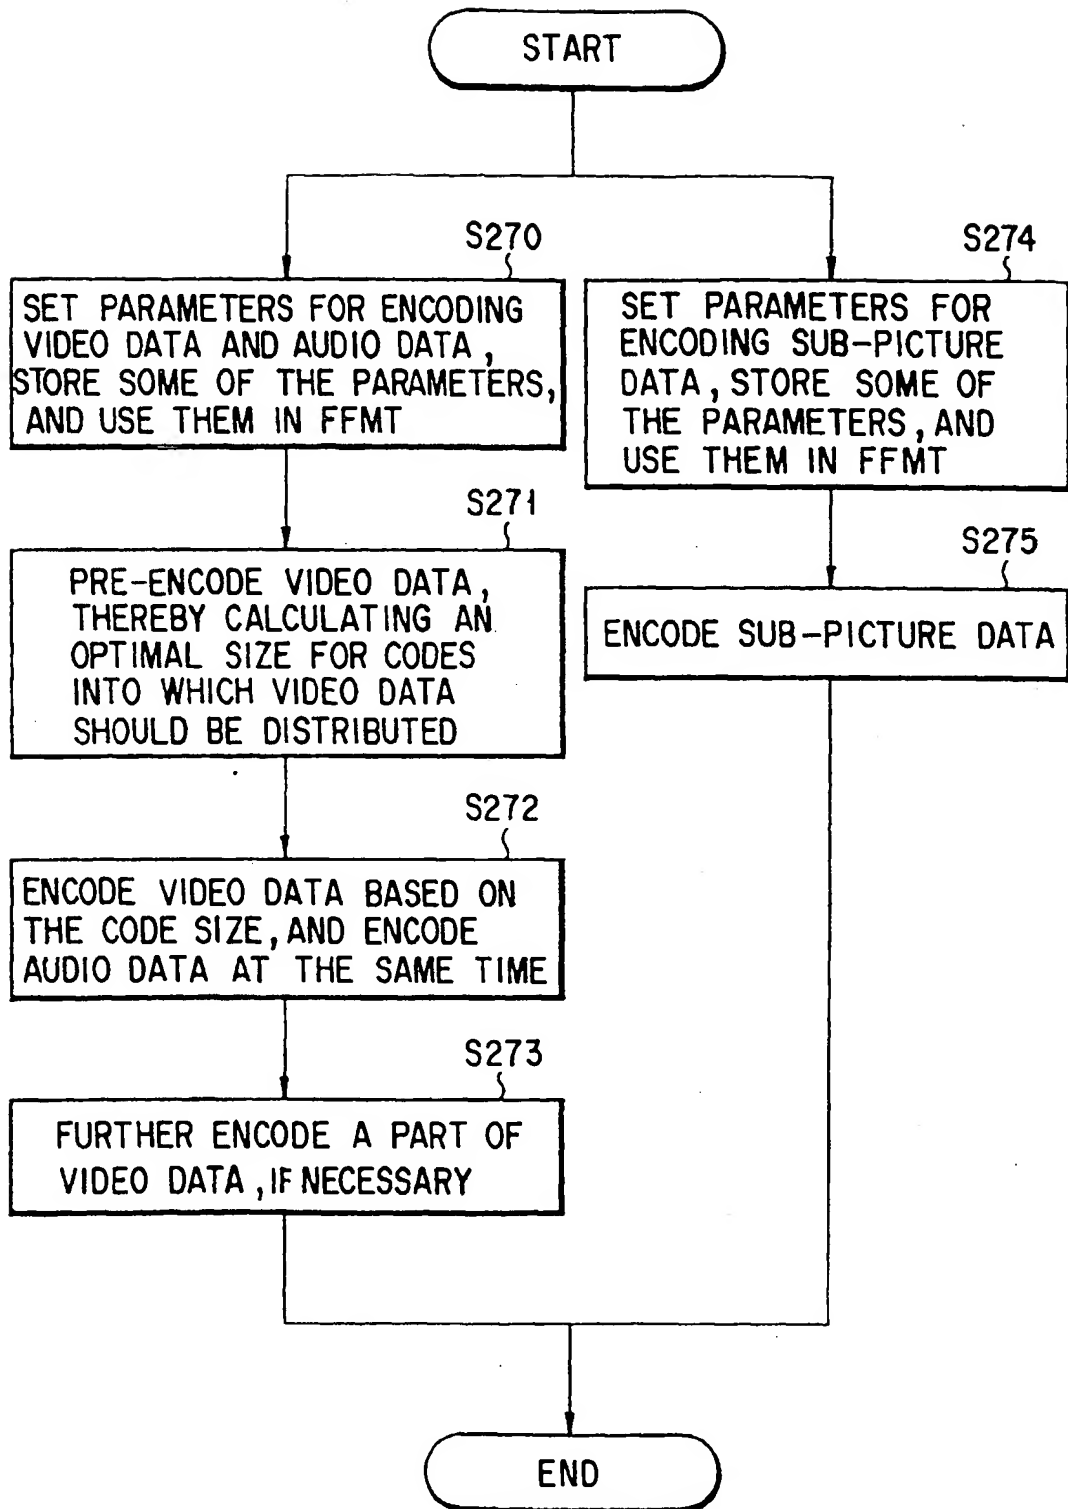 START
S270
SET PARAMETERS FOR ENCODING
VIDEO DATA AND AUDIO DATA,
STORE SOME OF THE PARAMETERS,
AND USE THEM IN FFMT
S271
PRE-ENCODE VIDEO DATA,
THEREBY CALCULATING AN
OPTIMAL SIZE FOR CODES
INTO WHICH VIDEO DATA
SHOULD BE DISTRIBUTED
S272
ENCODE VIDEO DATA BASED ON
THE CODE SIZE, AND ENCODE
AUDIO DATA AT THE SAME TIME
S273
FURTHER ENCODE A PART OF
VIDEO DATA, IF NECESSARY
S274
SET PARAMETERS FOR
ENCODING SUB-PICTURE
DATA, STORE SOME OF
THE PARAMETERS, AND
USE THEM IN FFMT
S275
ENCODE SUB-PICTURE DATA
END